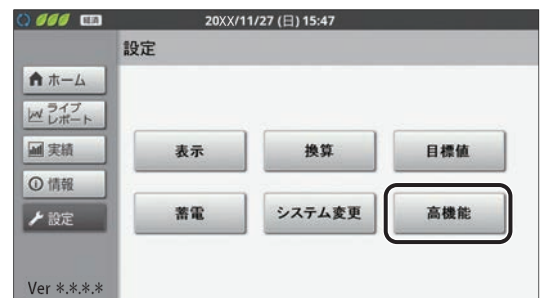 経済 20XX/11/27 (日) 15:47
設定
ホーム
ライブ
レポート
実績
情報
設定
表示 換算 目標値
蓄電 システム変更 高機能
Ver *.*.*.*